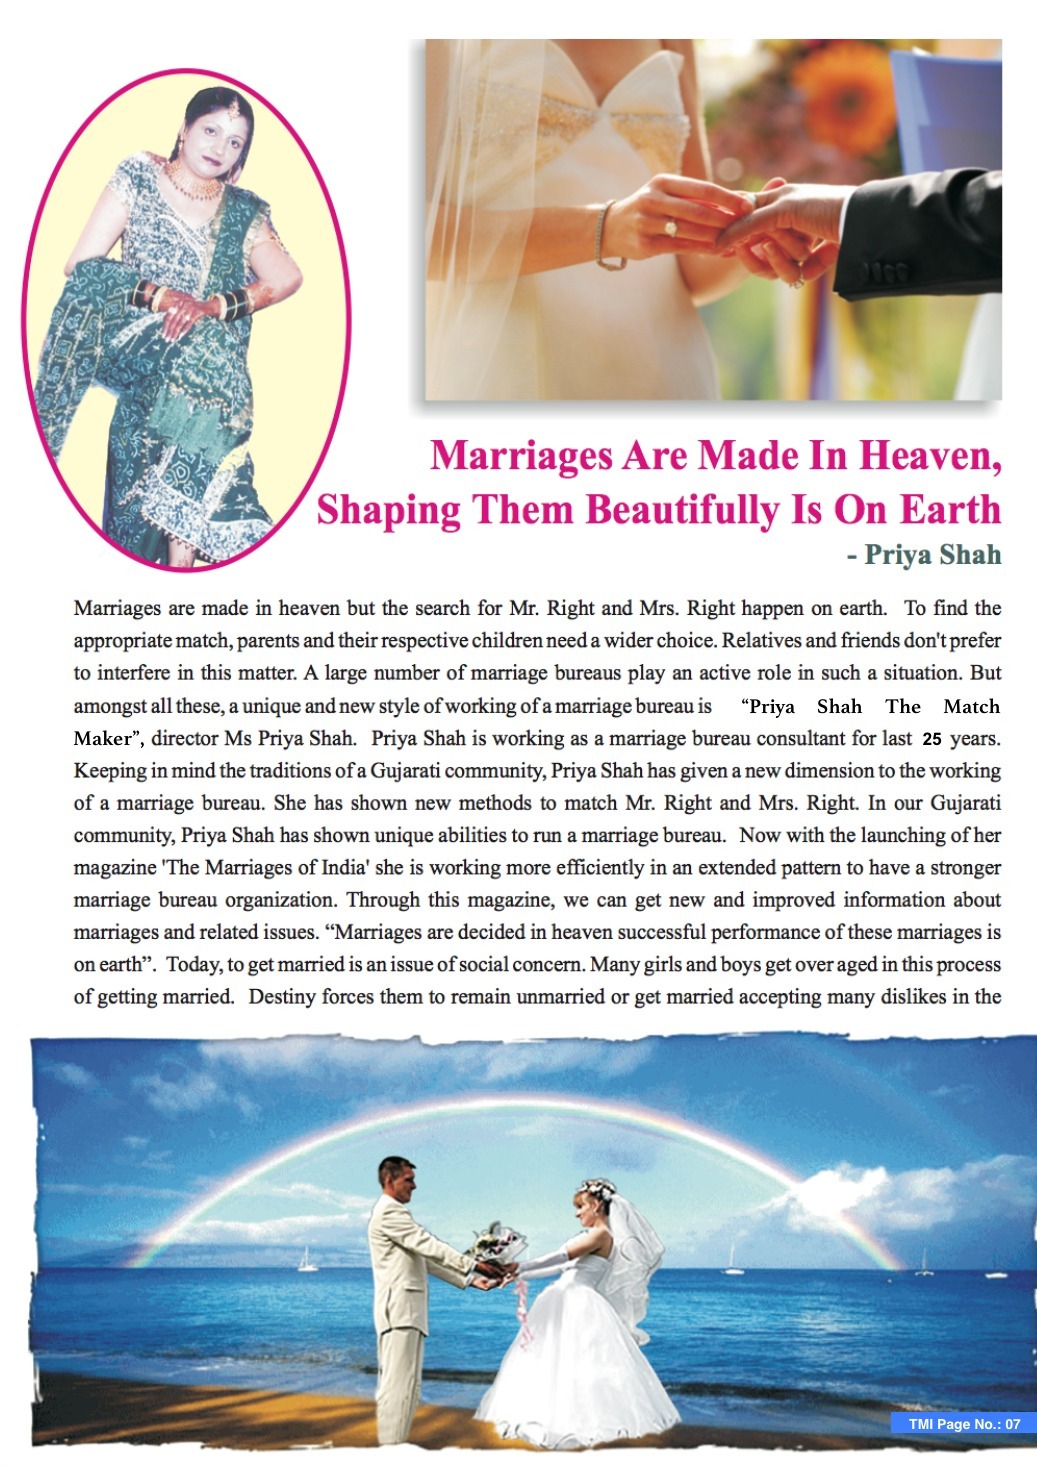 Marriages Are Made In Heaven,
Shaping Them Beautifully Is On Earth
- Priya Shah
Marriages are made in heaven but the search for Mr. Right and Mrs. Right happen on earth. To find the
appropriate match, parents and their respective children need a wider choice. Relatives and friends don't prefer
to interfere in this matter. A large number of marriage bureaus play an active role in such a situation. But
amongst all these, a unique and new style of working of a marriage bureau is “Priya Shah The Match
Maker”, director Ms Priya Shah. Priya Shah is working as a marriage bureau consultant for last 25 years.
Keeping in mind the traditions of a Gujarati community, Priya Shah has given a new dimension to the working
of a marriage bureau. She has shown new methods to match Mr. Right and Mrs. Right. In our Gujarati
community, Priya Shah has shown unique abilities to run a marriage bureau. Now with the launching of her
magazine 'The Marriages of India' she is working more efficiently in an extended pattern to have a stronger
marriage bureau organization. Through this magazine, we can get new and improved information about
marriages and related issues. “Marriages are decided in heaven successful performance of these marriages is
on earth”. Today, to get married is an issue of social concern. Many girls and boys get over aged in this process
of getting married. Destiny forces them to remain unmarried or get married accepting many dislikes in the
TMI Page No.: 07